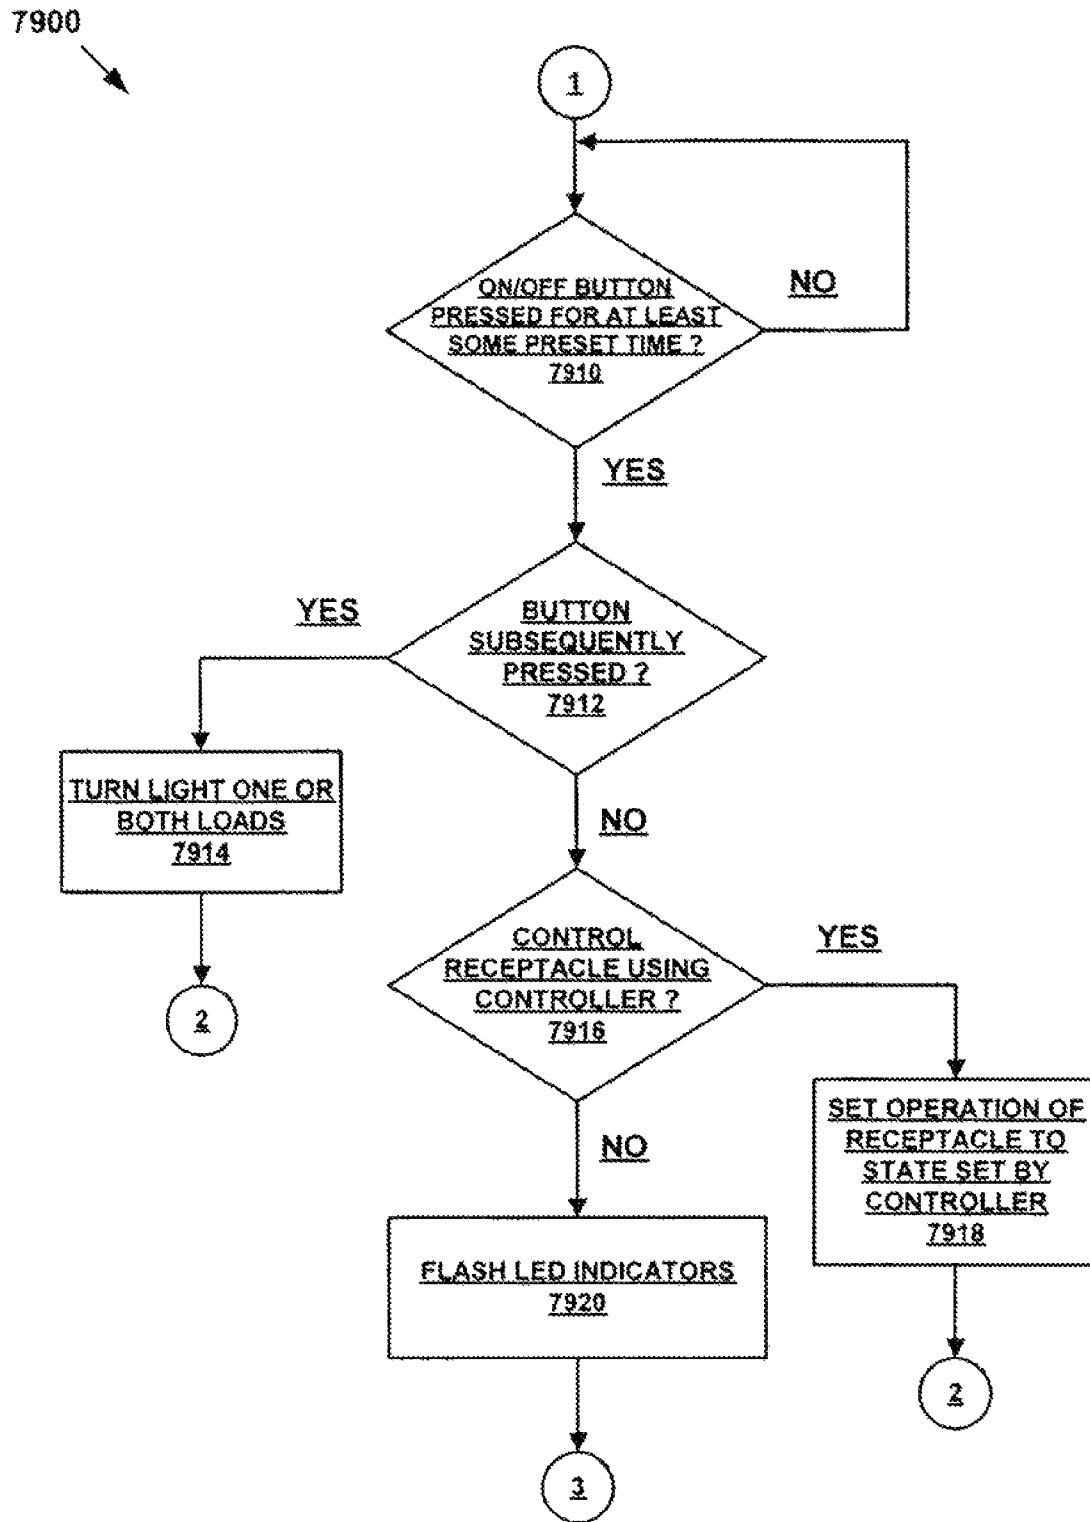 7900
1
ON/OFF BUTTON
PRESSED FOR AT LEAST
SOME PRESET TIME ?
7910
NO
YES
BUTTON
SUBSEQUENTLY
PRESSED ?
7912
YES
TURN LIGHT ONE OR
BOTH LOADS
7914
2
NO
CONTROL
RECEPTACLE USING
CONTROLLER ?
7916
YES
SET OPERATION OF
RECEPTACLE TO
STATE SET BY
CONTROLLER
7918
2
NO
FLASH LED INDICATORS
7920
3